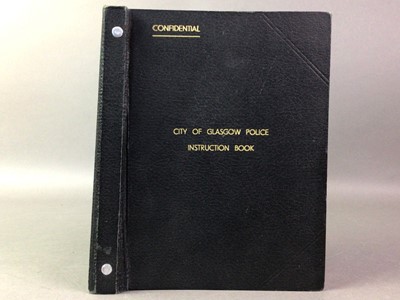 CONFIDENTIAL
CITY OF GLASGOW POLICE
INSTRUCTION BOOK